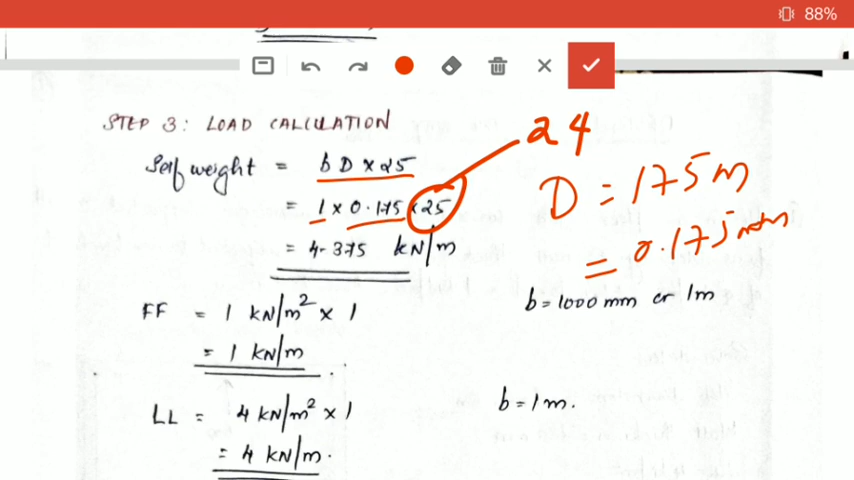 88%
STEP 3: LOAD CALCULATION
Self weight = b D x 25
= 1 x 0.175 x 25
= 4.375 kN/m
24
D = 175 m
= 0.175 mm
b = 1000 mm or 1m
FF = 1 kN/m² x 1
= 1 kN/m
LL = 4 kN/m² x 1
b = 1m.
= 4 kN/m.